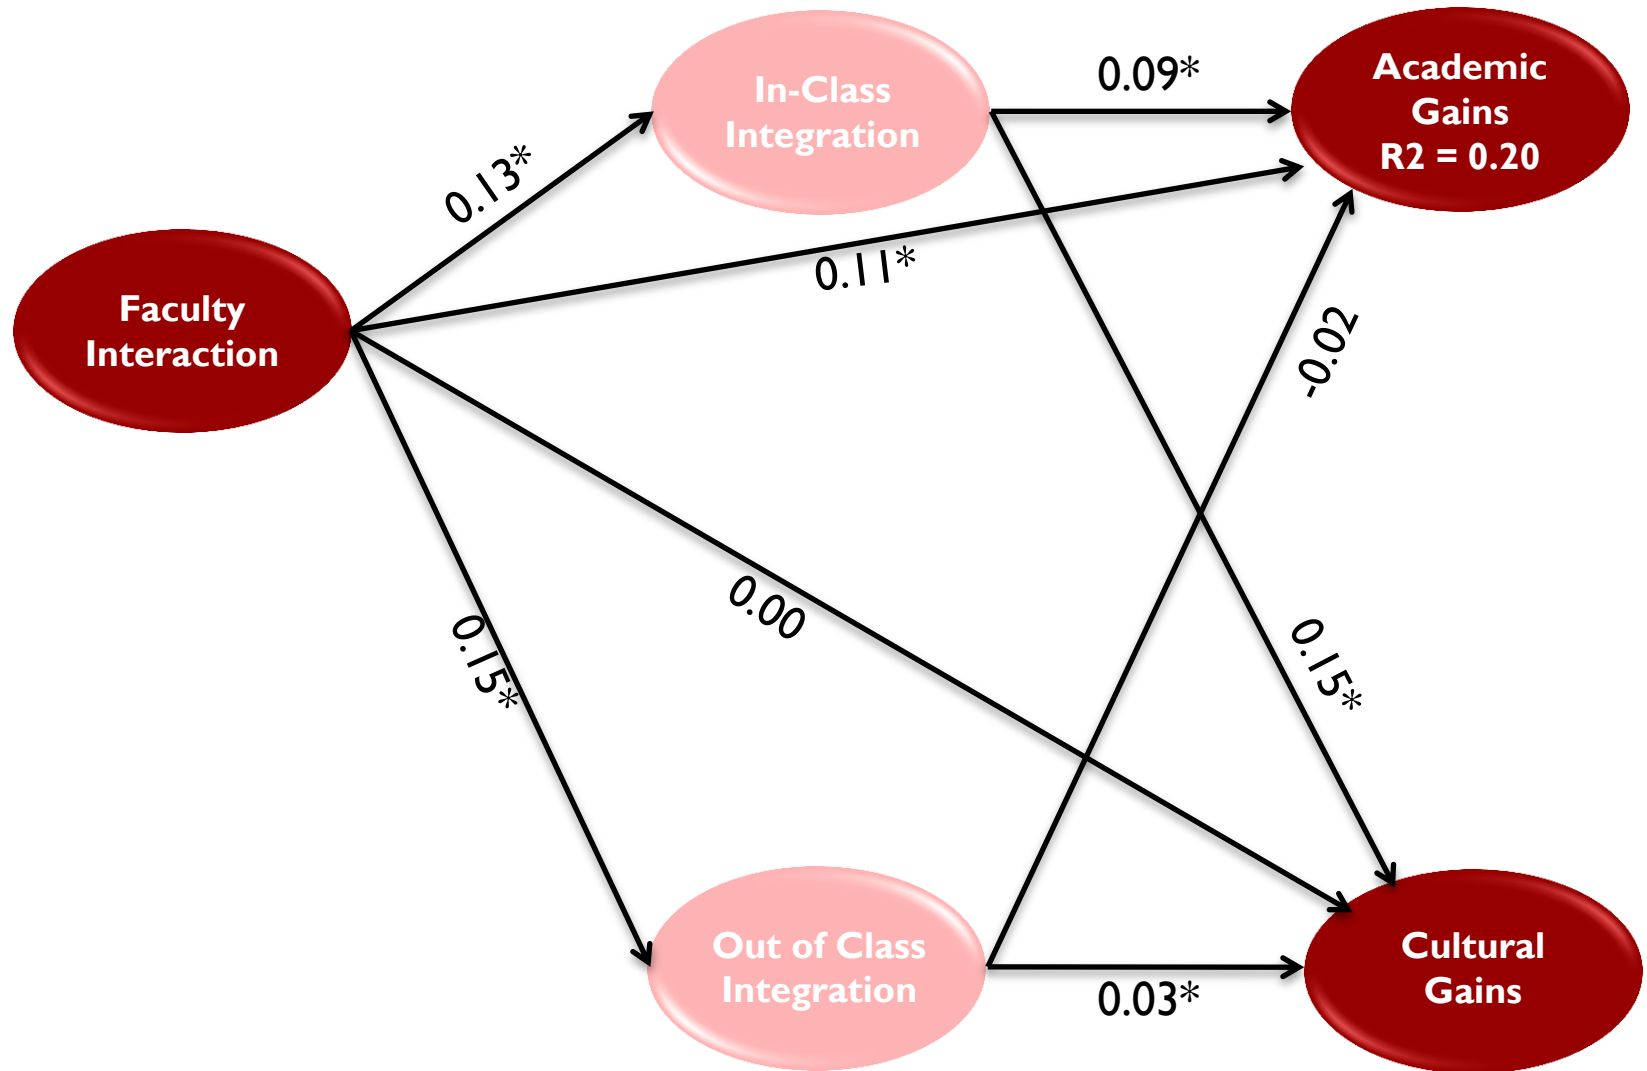 In-Class
Integration
0.09*
Academic
Gains
R2 = 0.20
0.13*
0.11*
Faculty
Interaction
-0.02
0.00
0.15*
0.15*
Out of Class
Integration
0.03*
Cultural
Gains